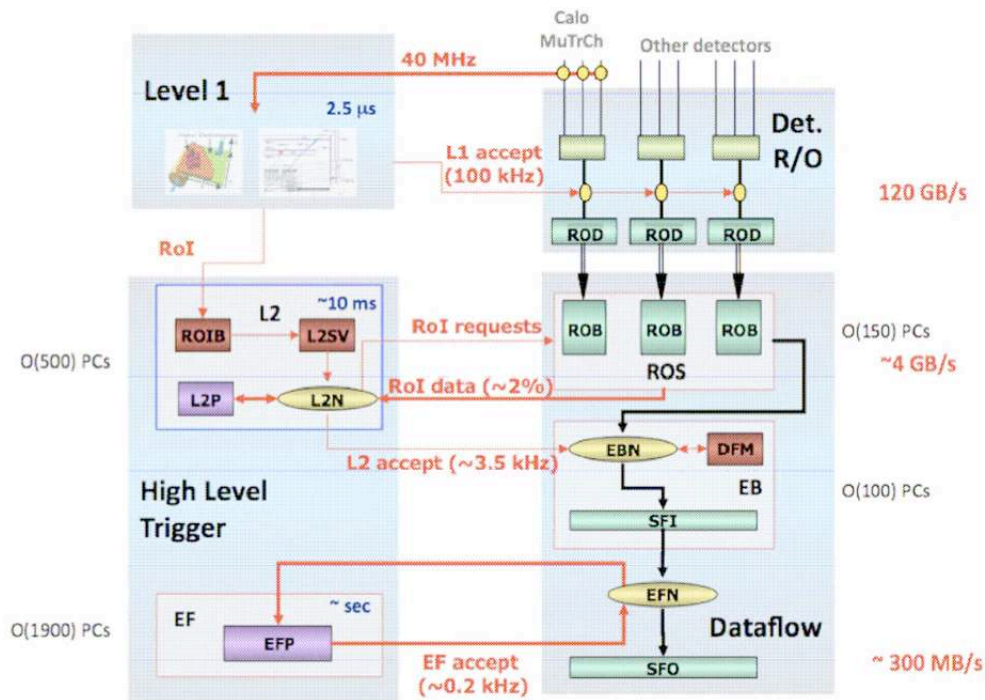 Calo
MuTrCh
Other detectors
40 MHz
Level 1
2.5 μs
Det.
R/O
L1 accept
(100 kHz)
120 GB/s
ROD
ROD
ROD
RoI
~10 ms
L2
ROIB
L2SV
RoI requests
ROB
ROB
ROB
O(150) PCs
O(500) PCs
~4 GB/s
ROS
RoI data (~2%)
L2P
L2N
L2 accept (~3.5 kHz)
EBN
DFM
EB
O(100) PCs
High Level
Trigger
SFI
EFN
~ sec
EF
O(1900) PCs
EFP
Dataflow
EF accept
(~0.2 kHz)
SFO
~ 300 MB/s